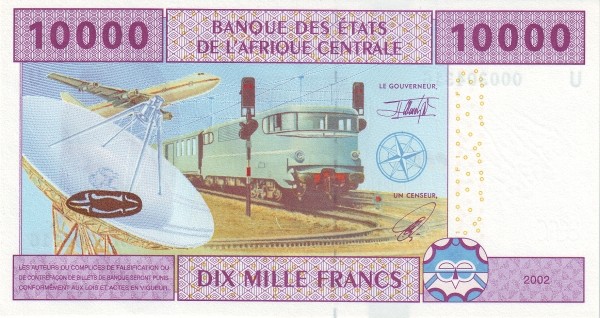 10000
BANQUE DES ÉTATS
DE L'AFRIQUE CENTRALE
10000
LE GOUVERNEUR,
UN CENSEUR,
LES AUTEURS OU COMPLICES DE FALSIFICATION OU
DE CONTREFAÇON DE BILLETS DE BANQUE SERONT PUNIS
CONFORMÉMENT AUX LOIS ET ACTES EN VIGUEUR.
DIX MILLE FRANCS
2002